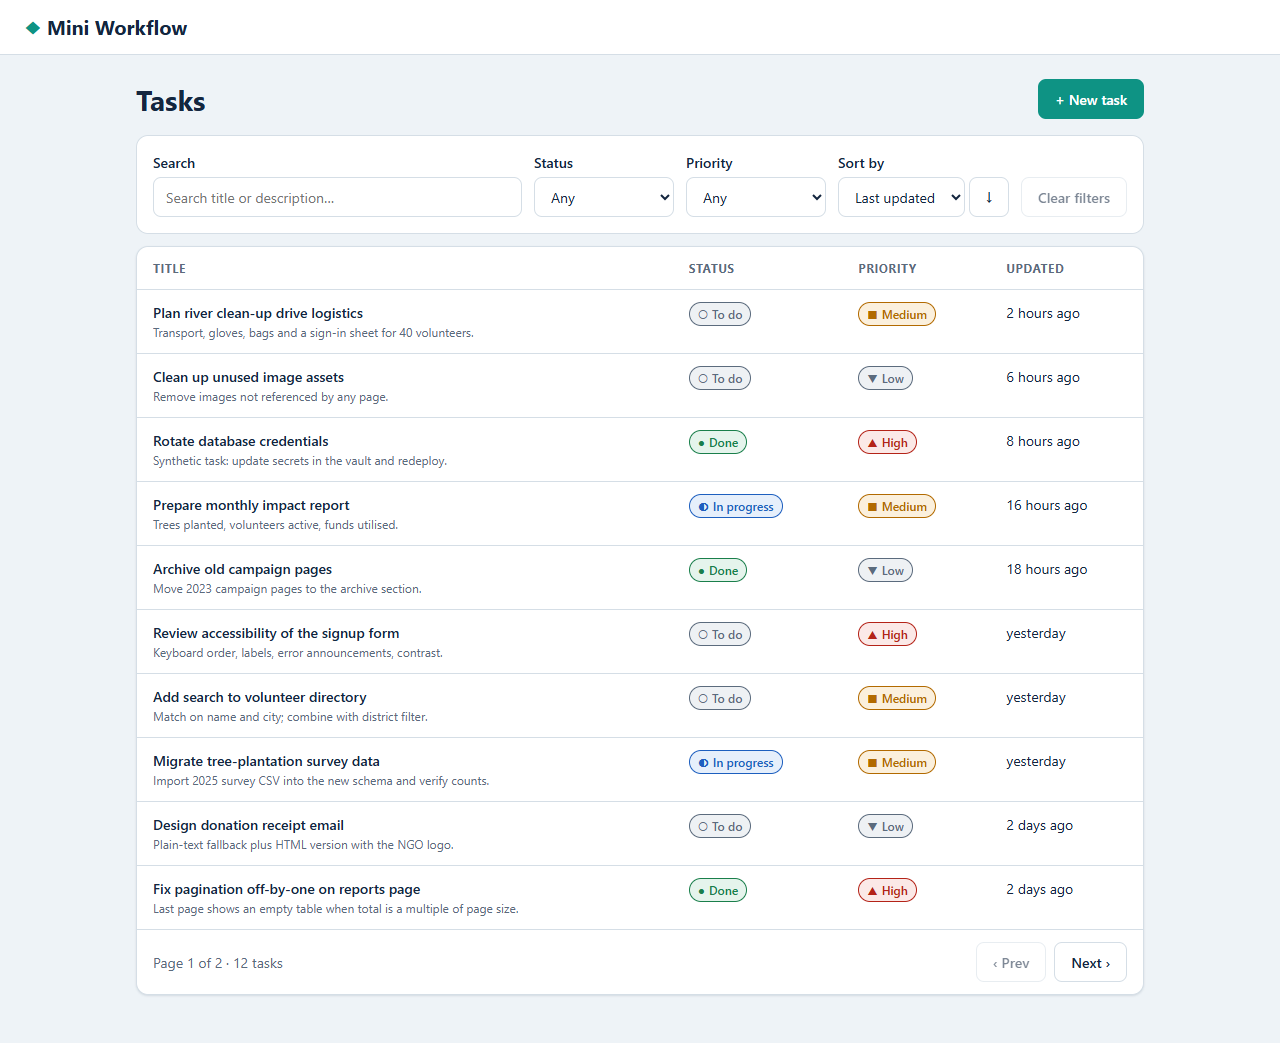 Mini Workflow
Tasks
+ New task
Search
Status
Priority
Sort by
Search title or description...
Any
Any
Last updated
↓
Clear filters
TITLE STATUS PRIORITY UPDATED
Plan river clean-up drive logistics To do Medium 2 hours ago
Transport, gloves, bags and a sign-in sheet for 40 volunteers.
Clean up unused image assets To do Low 6 hours ago
Remove images not referenced by any page.
Rotate database credentials Done High 8 hours ago
Synthetic task: update secrets in the vault and redeploy.
Prepare monthly impact report In progress Medium 16 hours ago
Trees planted, volunteers active, funds utilised.
Archive old campaign pages Done Low 18 hours ago
Move 2023 campaign pages to the archive section.
Review accessibility of the signup form To do High yesterday
Keyboard order, labels, error announcements, contrast.
Add search to volunteer directory To do Medium yesterday
Match on name and city; combine with district filter.
Migrate tree-plantation survey data In progress Medium yesterday
Import 2025 survey CSV into the new schema and verify counts.
Design donation receipt email To do Low 2 days ago
Plain-text fallback plus HTML version with the NGO logo.
Fix pagination off-by-one on reports page Done High 2 days ago
Last page shows an empty table when total is a multiple of page size.
Page 1 of 2 · 12 tasks
‹ Prev
Next ›